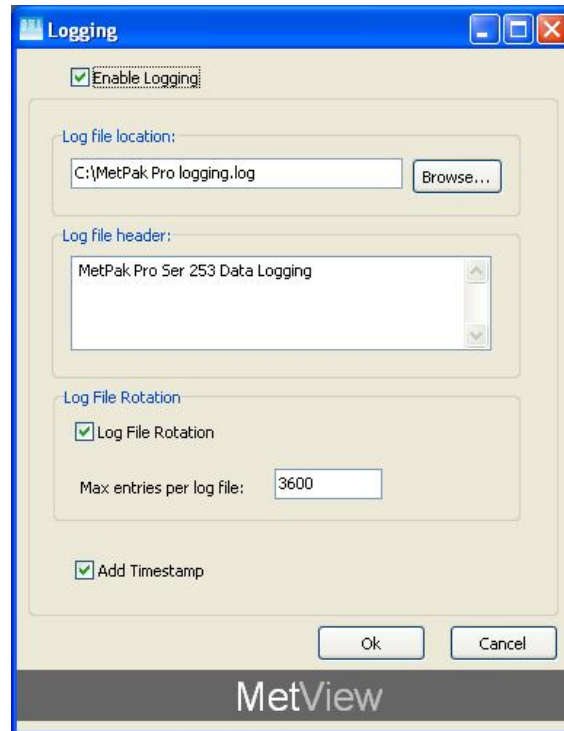 Logging
Enable Logging
Log file location:
C:\MetPak Pro logging.log
Browse...
Log file header:
MetPak Pro Ser 253 Data Logging
Log File Rotation
Log File Rotation
Max entries per log file:
3600
Add Timestamp
Ok
Cancel
MetView